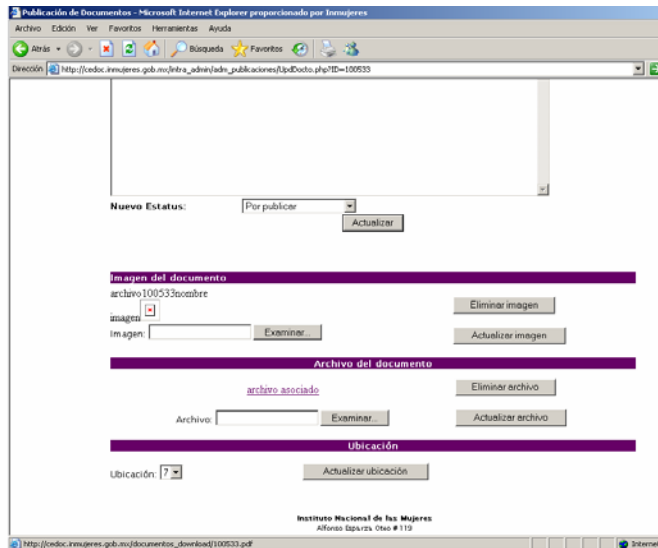 Publicación de Documentos - Microsoft Internet Explorer proporcionado por Inmujeres
Archivo Edición Ver Favoritos Herramientas Ayuda
Atrás Búsqueda Favoritos
Dirección http://cedoc.inmujeres.gob.mx/intra_admin/adm_publicaciones/UpdDocto.php?ID=100533
Nuevo Estatus: Por publicar
Actualizar
Imagen del documento
archivo100533nombre
imagen
Eliminar imagen
Imagen: Examinar... Actualizar imagen
Archivo del documento
archivo asociado Eliminar archivo
Archivo: Examinar... Actualizar archivo
Ubicación
Ubicación: 7 Actualizar ubicación
Instituto Nacional de las Mujeres
Alfonso Esparza Oteo # 119
http://cedoc.inmujeres.gob.mx/documentos_download/100533.pdf Internet